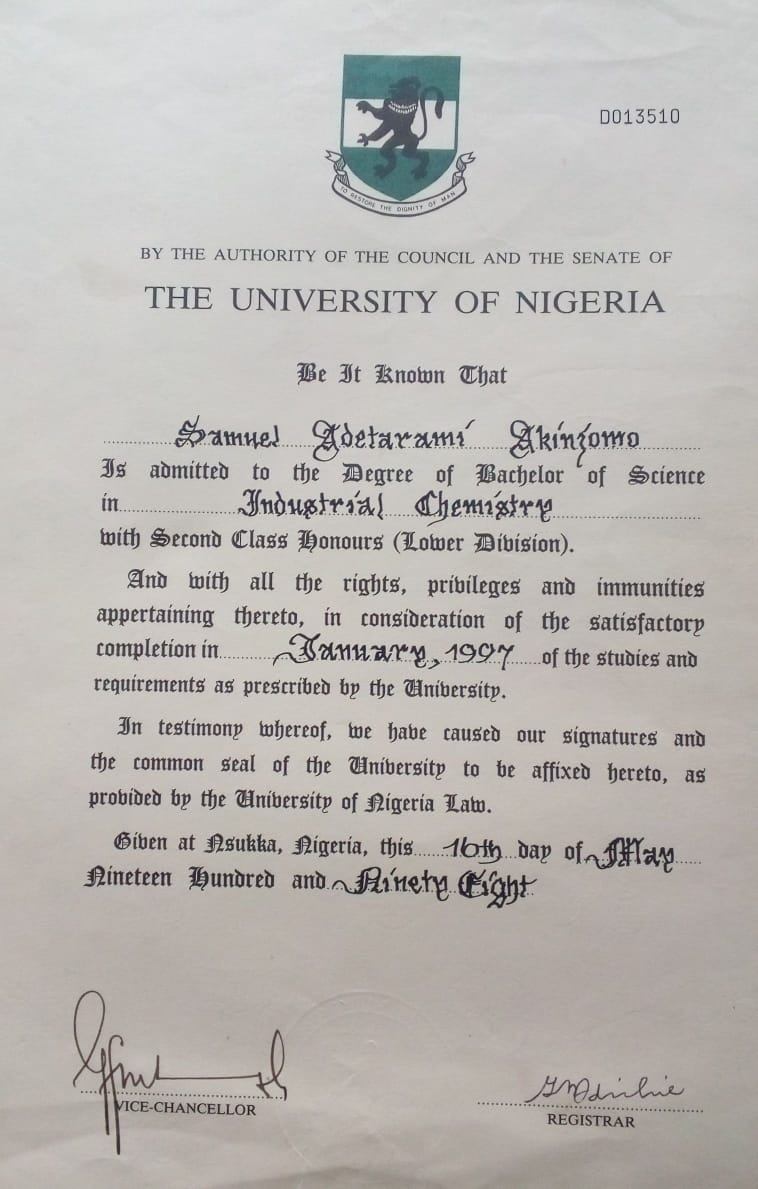 D013510
TO RESTORE THE DIGNITY OF MAN
BY THE AUTHORITY OF THE COUNCIL AND THE SENATE OF
THE UNIVERSITY OF NIGERIA
Be It Known That
Samuel Adetarami
Is admitted to the Degree of Bachelor of Science
in Industrial Chemistry
with Second Class Honours (Lower Division).
And with all the rights, privileges and immunities
appertaining thereto, in consideration of the satisfactory
completion in January, 1997 of the studies and
requirements as prescribed by the University.
In testimony whereof, we have caused our signatures and
the common seal of the University to be affixed hereto, as
provided by the University of Nigeria Law.
Given at Nsukka, Nigeria, this 16th day of May
Nineteen Hundred and Ninety Eight
VICE-CHANCELLOR
REGISTRAR